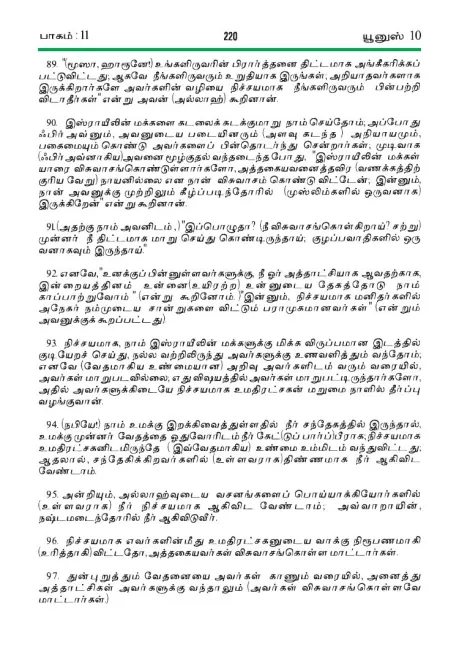 பாகம் : 11 220 யூனுஸ் 10
89. "(மூஸா, ஹாரூனே!) உங்களிருவரின் பிரார்த்தனை திட்டமாக அங்கீகரிக்கப்
பட்டுவிட்டது; ஆகவே நீங்களிருவரும் உறுதியாக இருங்கள்; அறியாதவர்களாக
இருக்கிறார்களே அவர்களின் வழியை நிச்சயமாக நீங்களிருவரும் பின்பற்றி
விடாதீர்கள்" என்று அவன் (அல்லாஹ்) கூறினான்.
90. இஸ்ராயீலின் மக்களை கடலைக் கடக்குமாறு நாம் செய்தோம்; அப்போது
ஃபிர்அவ்னும், அவனுடைய படையினரும் (அளவு கடந்த ) அநியாயமும்,
பகைமையும் கொண்டு அவர்களைப் பின்தொடர்ந்து சென்றார்கள்; முடிவாக
(ஃபிர்அவ்னாகிய)அவனை மூழ்குதல் வந்தடைந்தபோது, "இஸ்ராயீலின் மக்கள்
யாரை விசுவாசங்கொண்டுள்ளார்களோ, அத்தகையவனைத்தவிர (வணக்கத்திற்
குரிய வேறு) நாயனில்லை என நான் விசுவாசம் கொண்டு விட்டேன்; இன்னும்,
நான் அவனுக்கு முற்றிலும் கீழ்ப்படிந்தோரில் (முஸ்லிம்களில் ஒருவனாக)
இருக்கிறேன்" என்று கூறினான்.
91.(அதற்கு நாம் அவனிடம் ,) "இப்பொழுதா? (நீ விசுவாசங்கொள்கிறாய்? சற்று)
முன்னர் நீ திட்டமாக மாறு செய்து கொண்டிருந்தாய்; குழப்பவாதிகளில் ஒரு
வனாகவும் இருந்தாய்."
92. எனவே, "உனக்குப் பின்னுள்ளவர்களுக்கு, நீ ஓர் அத்தாட்சியாக ஆவதற்காக,
இன்றையத்தினம் உன்னை(உயிரற்ற) உன்னுடைய தேகத்தோடு நாம்
காப்பாற்றுவோம் " (என்று கூறினோம்.) "இன்னும், நிச்சயமாக மனிதர்களில்
அநேகர் நம்முடைய சான்றுகளை விட்டும் பராமுகமானவர்கள்" (என்றும்
அவனுக்குக் கூறப்பட்டது)
93. நிச்சயமாக, நாம் இஸ்ராயீலின் மக்களுக்கு மிக்க விருப்பமான இடத்தில்
குடியேறச் செய்து, நல்ல வற்றிலிருந்து அவர்களுக்கு உணவளித்தும் வந்தோம்;
எனவே (வேதமாகிய உண்மையான) அறிவு அவர்களிடம் வரும் வரையில்,
அவர்கள் மாறுபடவில்லை; எது விஷயத்தில் அவர்கள் மாறுபட்டிருந்தார்களோ,
அதில் அவர்களுக்கிடையே நிச்சயமாக உமதிரட்சகன் மறுமை நாளில் தீர்ப்பு
வழங்குவான்.
94. (நபியே!) நாம் உமக்கு இறக்கிவைத்துள்ளதில் நீர் சந்தேகத்தில் இருந்தால்,
உமக்கு முன்னர் வேதத்தை ஓதுவோரிடம் நீர் கேட்(டுப் பார்ப்)பீராக; நிச்சயமாக
உமதிரட்சகனிடமிருந்தே (இவ்வேதமாகிய) உண்மை உம்மிடம் வந்துவிட்டது;
ஆதலால், சந்தேகிக்கிறவர்களில் (உள்ளவராக) திண்ணமாக நீர் ஆகிவிட
வேண்டாம்.
95. அன்றியும், அல்லாஹ்வுடைய வசனங்களைப் பொய்யாக்கியோர்களில்
(உள்ளவராக) நீர் நிச்சயமாக ஆகிவிட வேண்டாம்; அவ்வாறாயின்,
நஷ்டமடைந்தோரில் நீர் ஆகிவிடுவீர்.
96. நிச்சயமாக எவர்களின்மீது உமதிரட்சகனுடைய வாக்கு நிரூபணமாகி
(உரித்தாகி)விட்டதோ, அத்தகையவர்கள் விசுவாசங்கொள்ள மாட்டார்கள்.
97. துன்புறுத்தும் வேதனையை அவர்கள் காணும் வரையில், அனைத்து
அத்தாட்சிகள் அவர்களுக்கு வந்தாலும் (அவர்கள் விசுவாசங்கொள்ளவே
மாட்டார்கள்.)